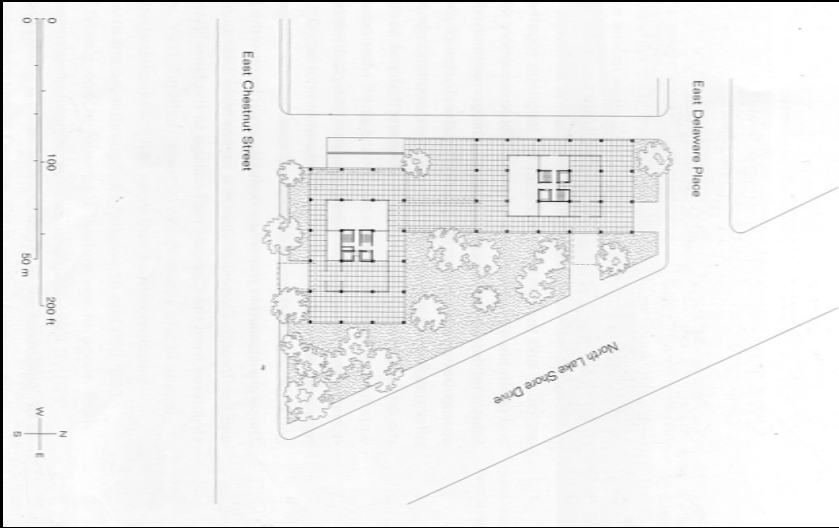 East Chestnut Street
East Delaware Place
North Lake Shore Drive
0 100 200 ft
0 50 m
N
W E
S